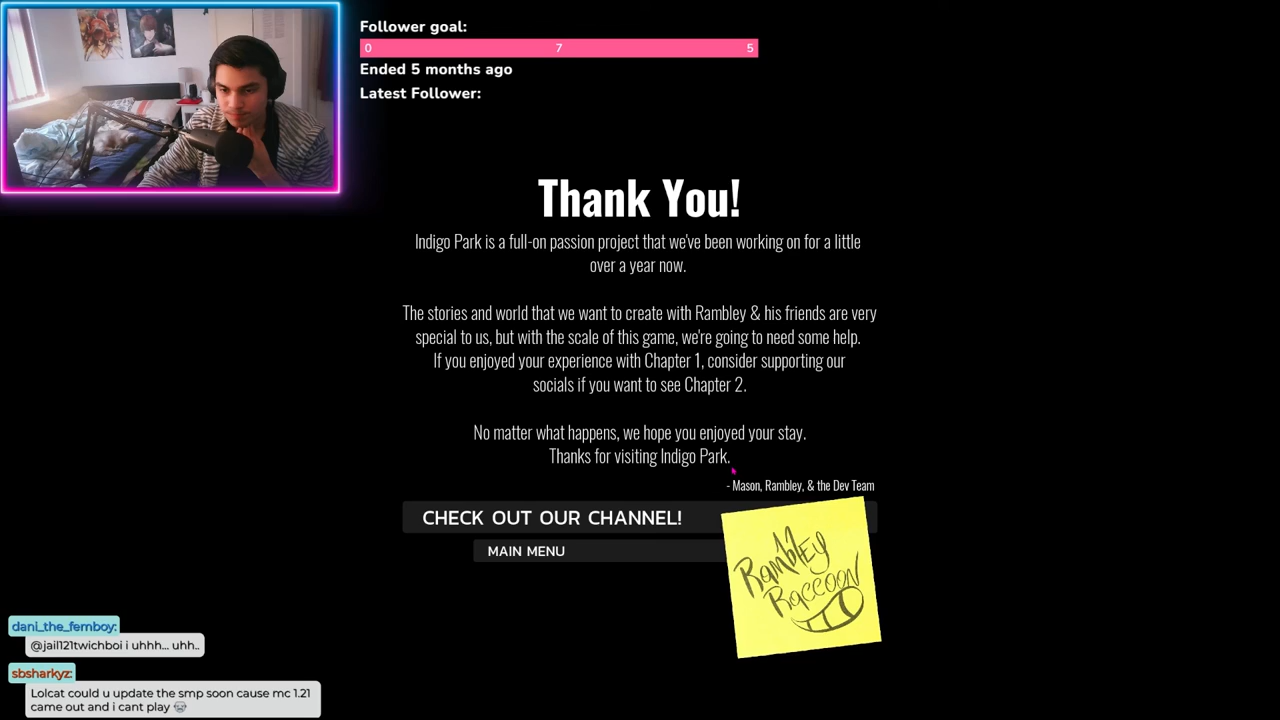 Follower goal:
0 7 5
Ended 5 months ago
Latest Follower:
Thank You!
Indigo Park is a full-on passion project that we've been working on for a little
over a year now.
The stories and world that we want to create with Rambley & his friends are very
special to us, but with the scale of this game, we're going to need some help.
If you enjoyed your experience with Chapter 1, consider supporting our
socials if you want to see Chapter 2.
No matter what happens, we hope you enjoyed your stay.
Thanks for visiting Indigo Park.
- Mason, Rambley, & the Dev Team
CHECK OUT OUR CHANNEL!
MAIN MENU
Rambley
Raccoon
dani_the_femboy:
@jail121twichboi i uhhh... uhh..
sbsharkyz:
Lolcat could u update the smp soon cause mc 1.21
came out and i cant play